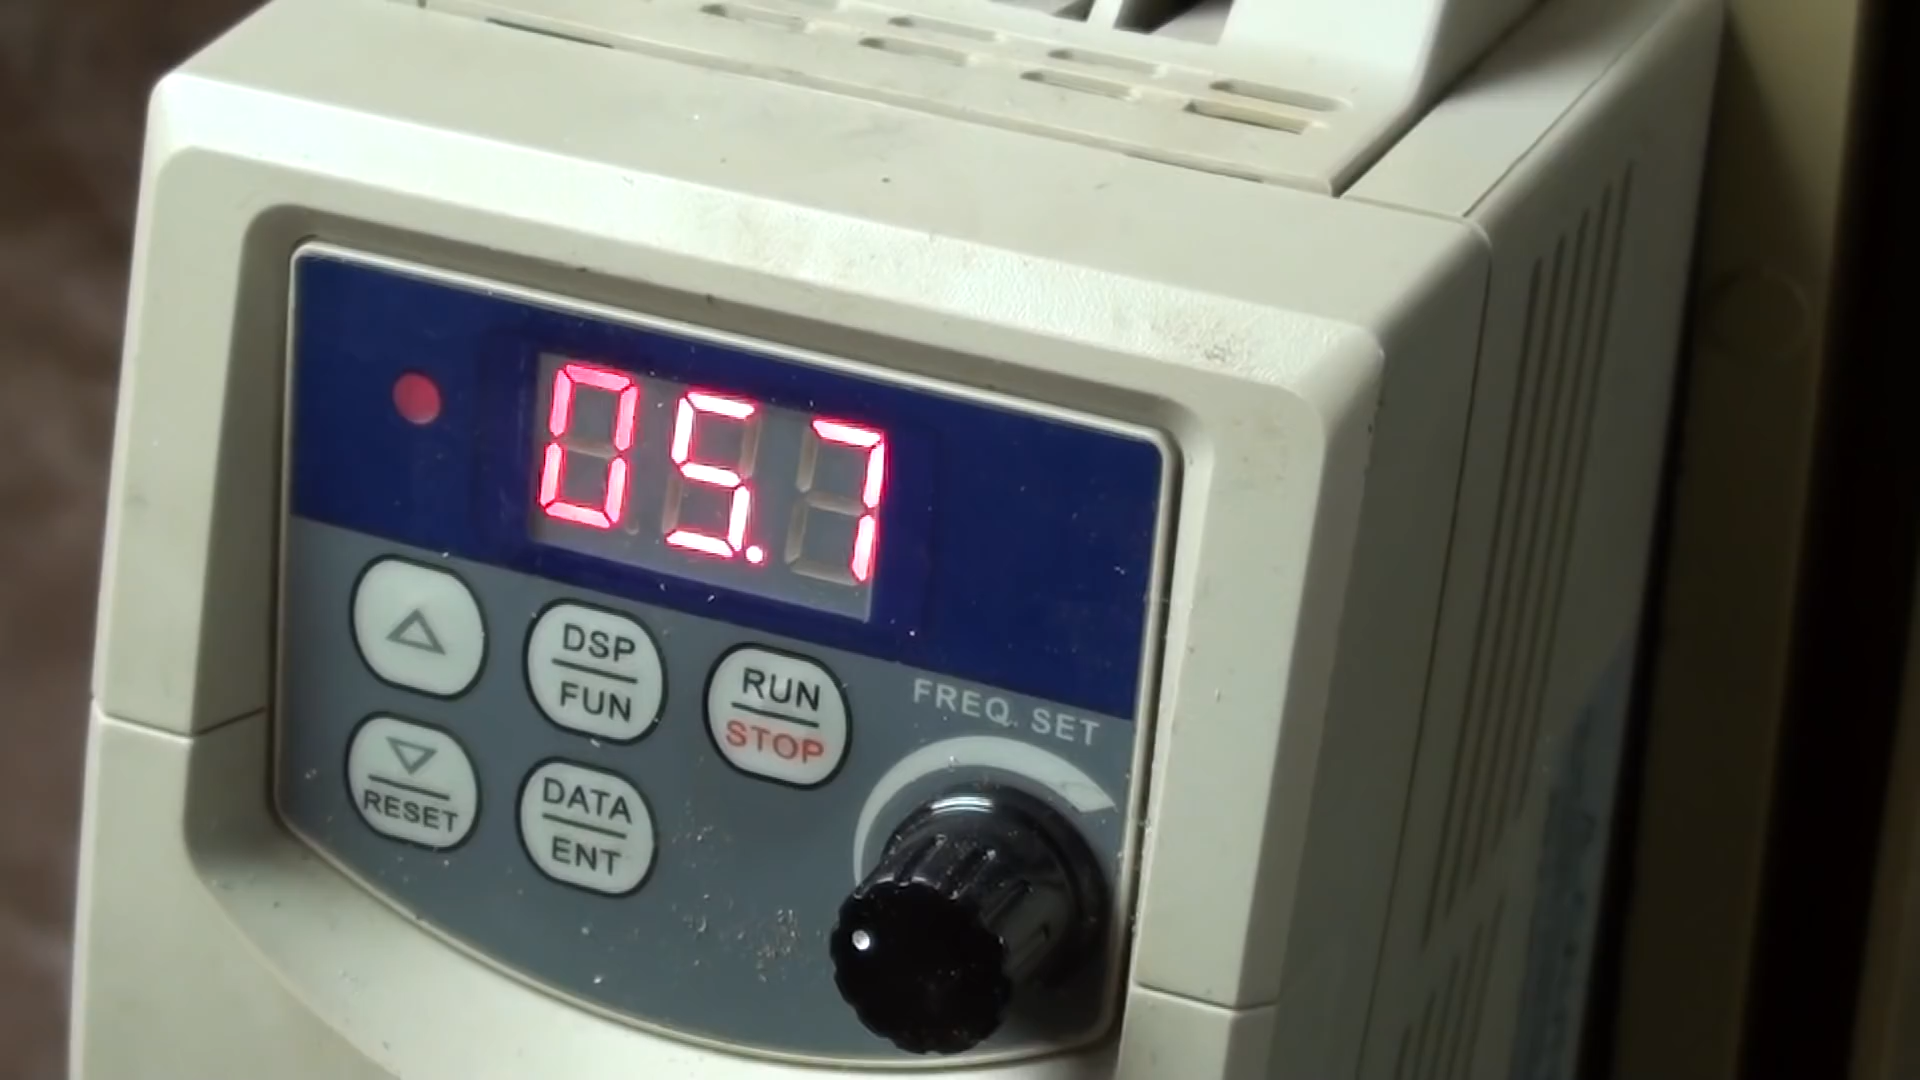 05.7
DSP
FUN
RUN
STOP
FREQ. SET
RESET
DATA
ENT